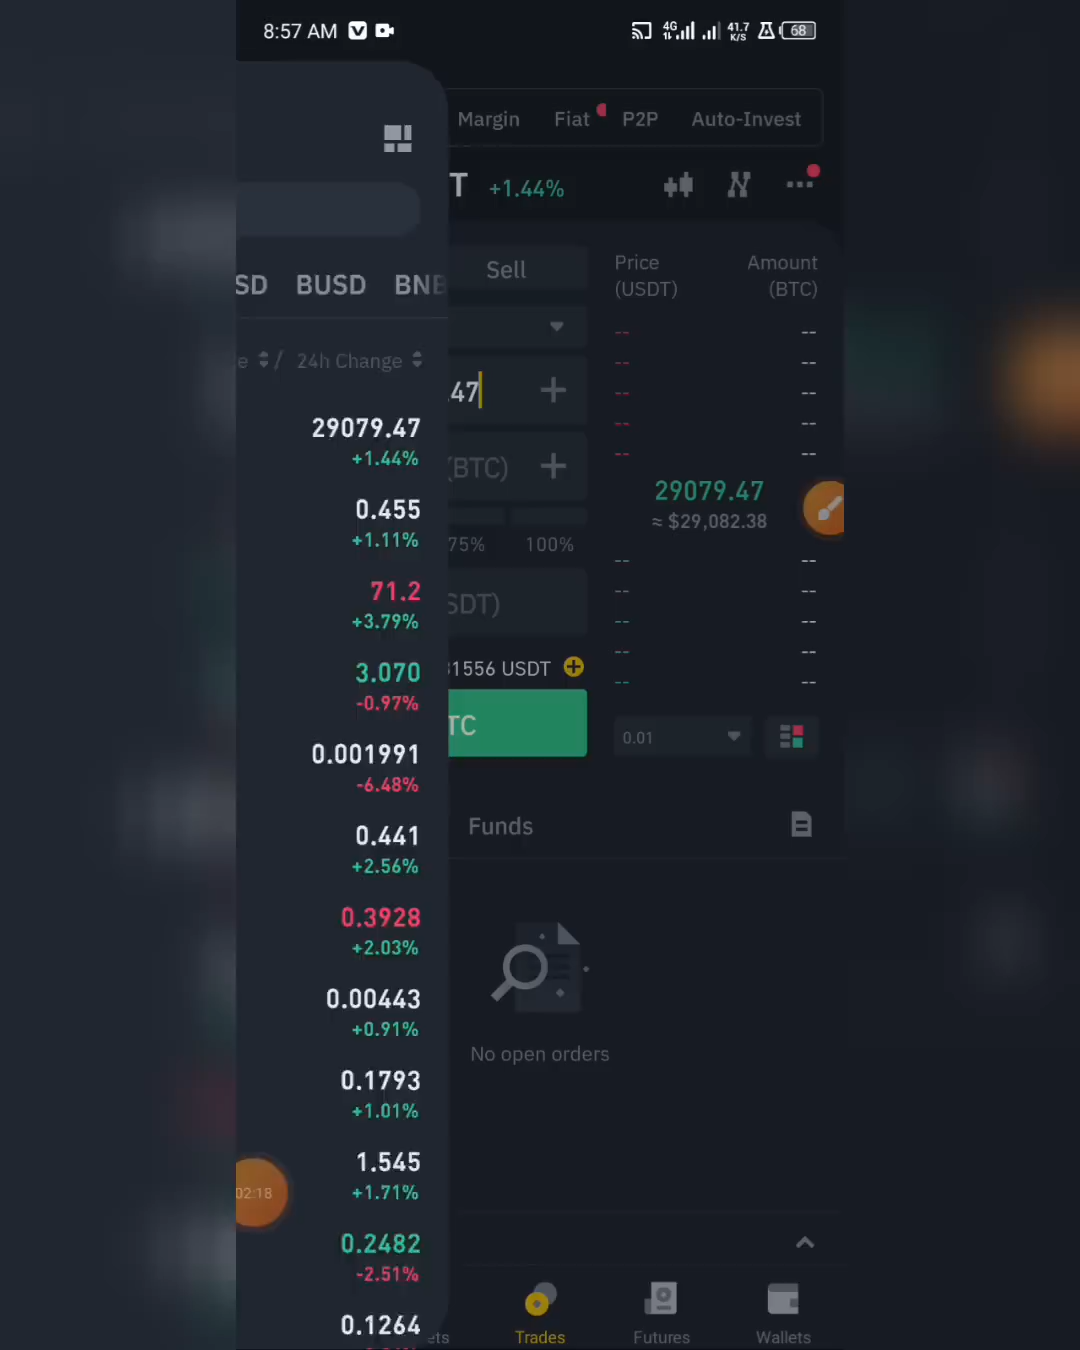 8:57 AM
4G
41.7
K/S
68
Margin Fiat P2P Auto-Invest
T +1.44%
Sell
Price
(USDT)
Amount
(BTC)
SD BUSD BNB
e / 24h Change
29079.47
+1.44%
0.455
+1.11%
71.2
+3.79%
3.070
-0.97%
0.001991
-6.48%
0.441
+2.56%
0.3928
+2.03%
0.00443
+0.91%
0.1793
+1.01%
1.545
+1.71%
0.2482
-2.51%
0.1264
.47
(BTC)
75% 100%
SDT)
31556 USDT
TC
-- --
-- --
-- --
-- --
-- --
29079.47
≈ $29,082.38
-- --
-- --
-- --
-- --
-- --
0.01
Funds
No open orders
02:18
ets Trades Futures Wallets